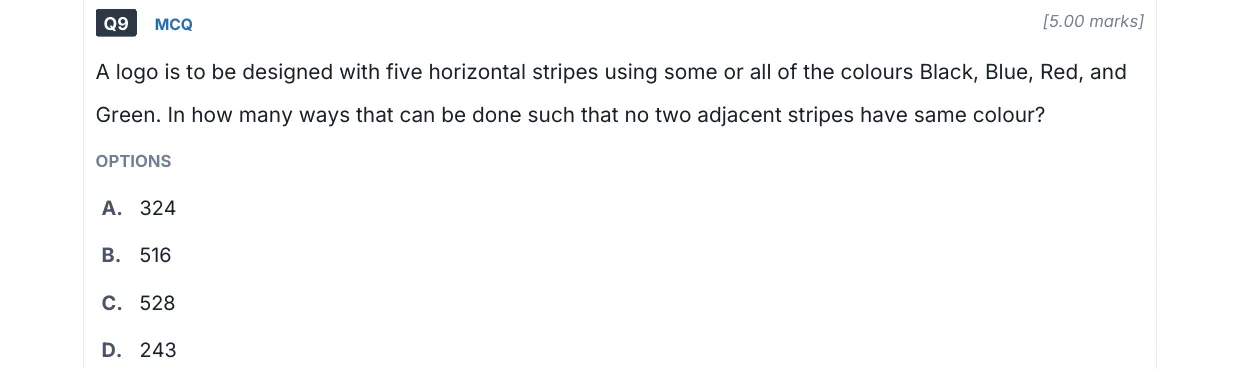 Q9 MCQ [5.00 marks]
A logo is to be designed with five horizontal stripes using some or all of the colours Black, Blue, Red, and
Green. In how many ways that can be done such that no two adjacent stripes have same colour?
OPTIONS
A. 324
B. 516
C. 528
D. 243